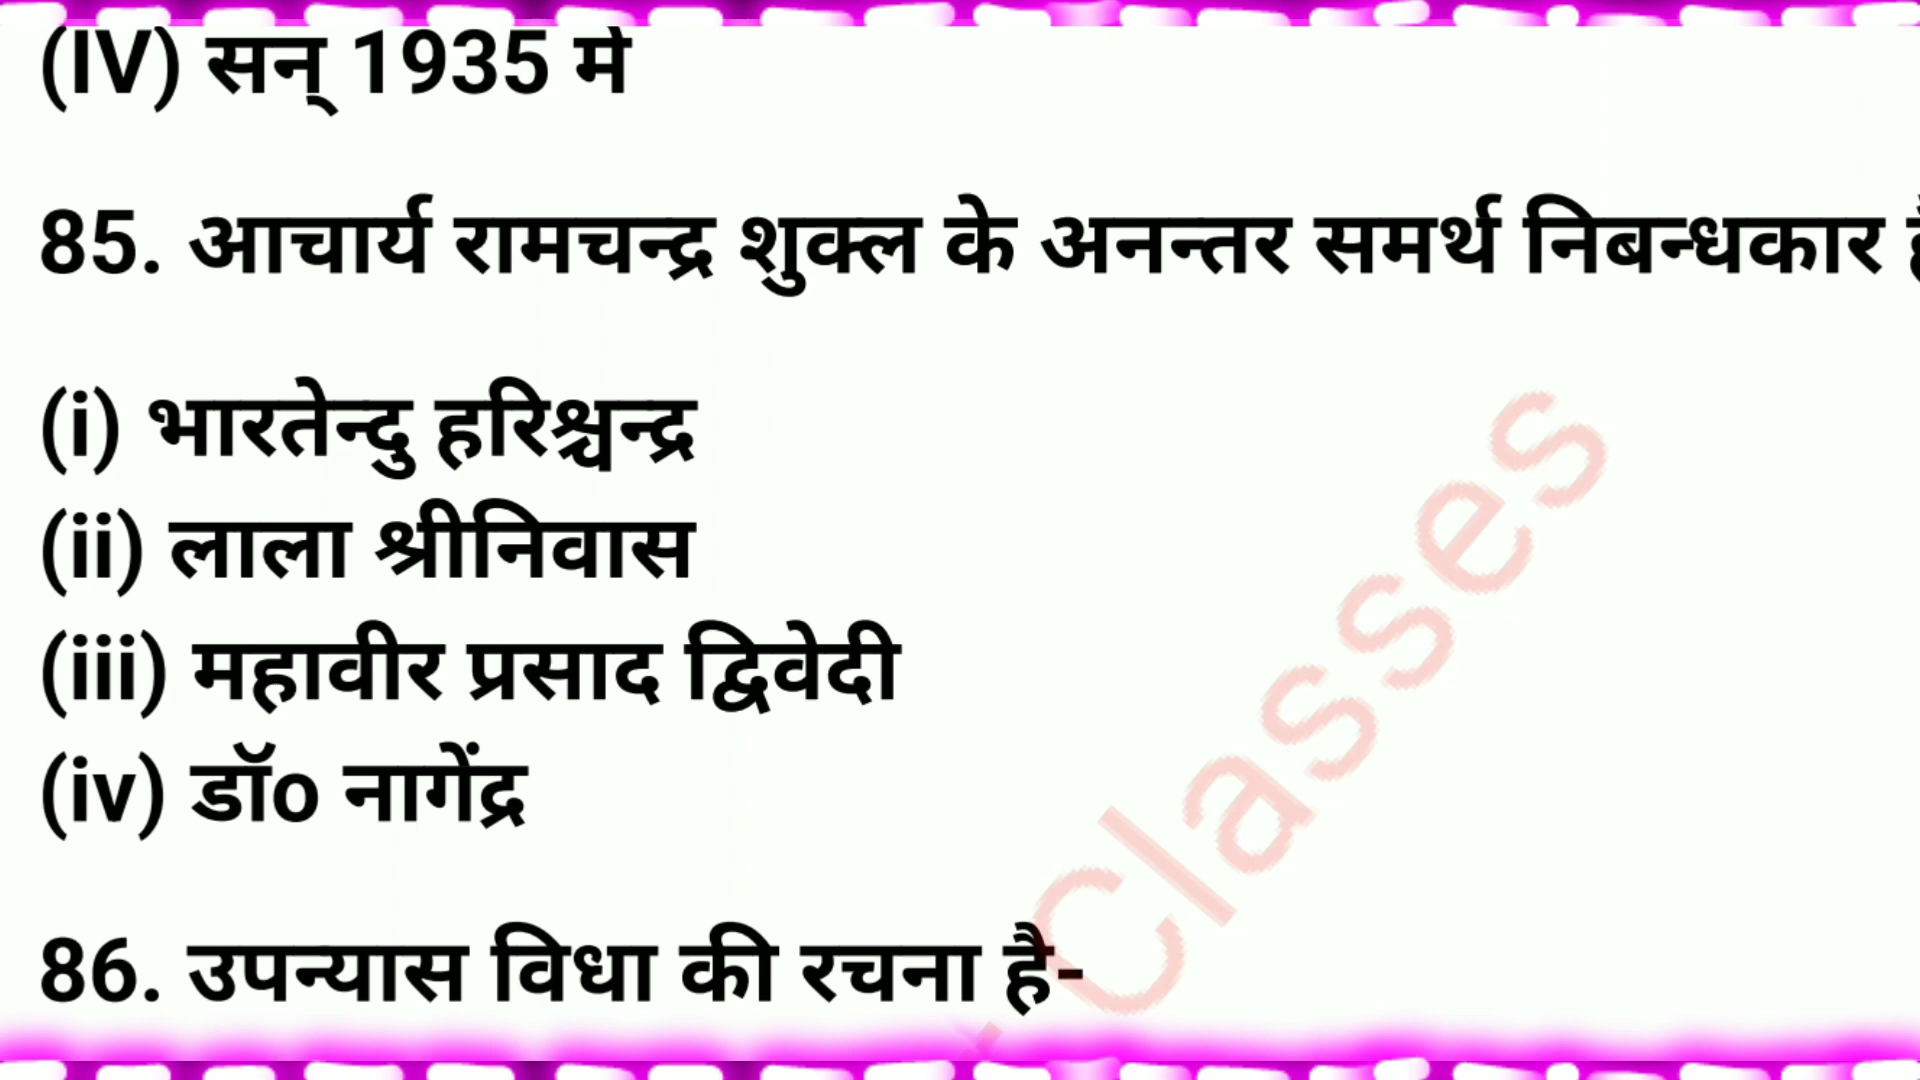 (IV) सन् 1935 में
85. आचार्य रामचन्द्र शुक्ल के अनन्तर समर्थ निबन्धकार
(i) भारतेन्दु हरिश्चन्द्र
(ii) लाला श्रीनिवास
(iii) महावीर प्रसाद द्विवेदी
(iv) डॉo नागेंद्र
86. उपन्यास विधा की रचना है-
Classes